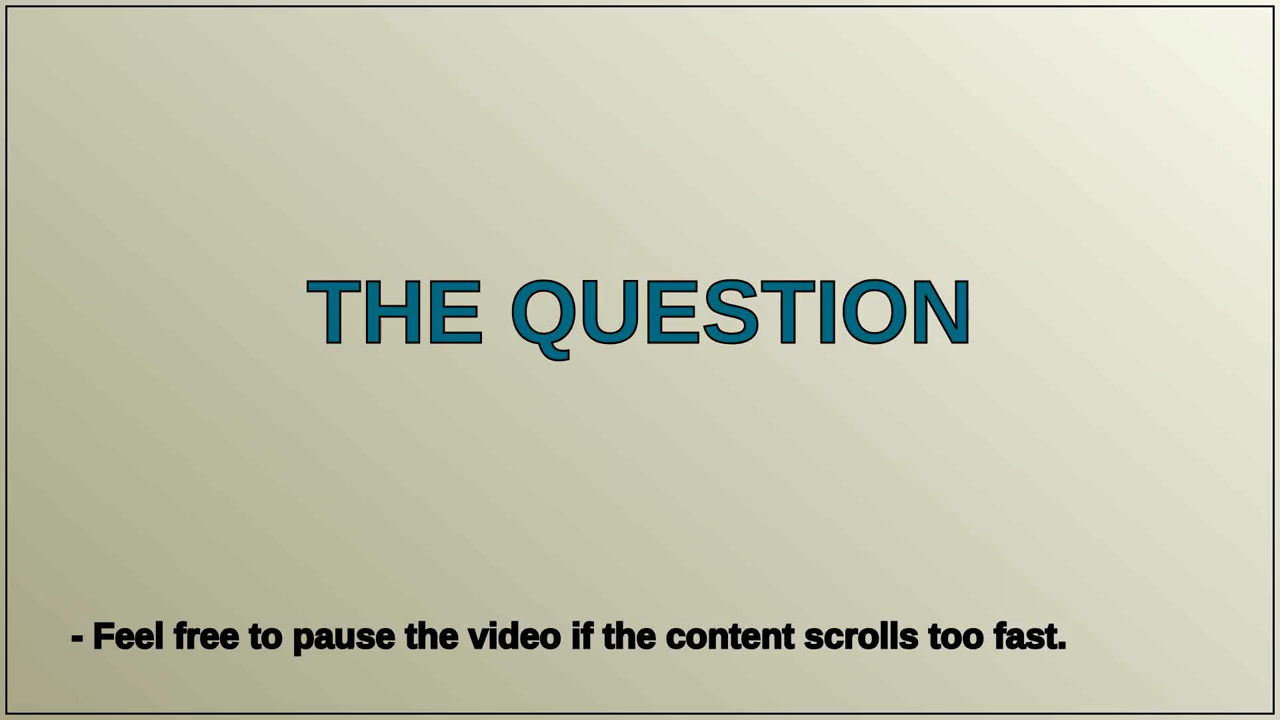 THE QUESTION
- Feel free to pause the video if the content scrolls too fast.